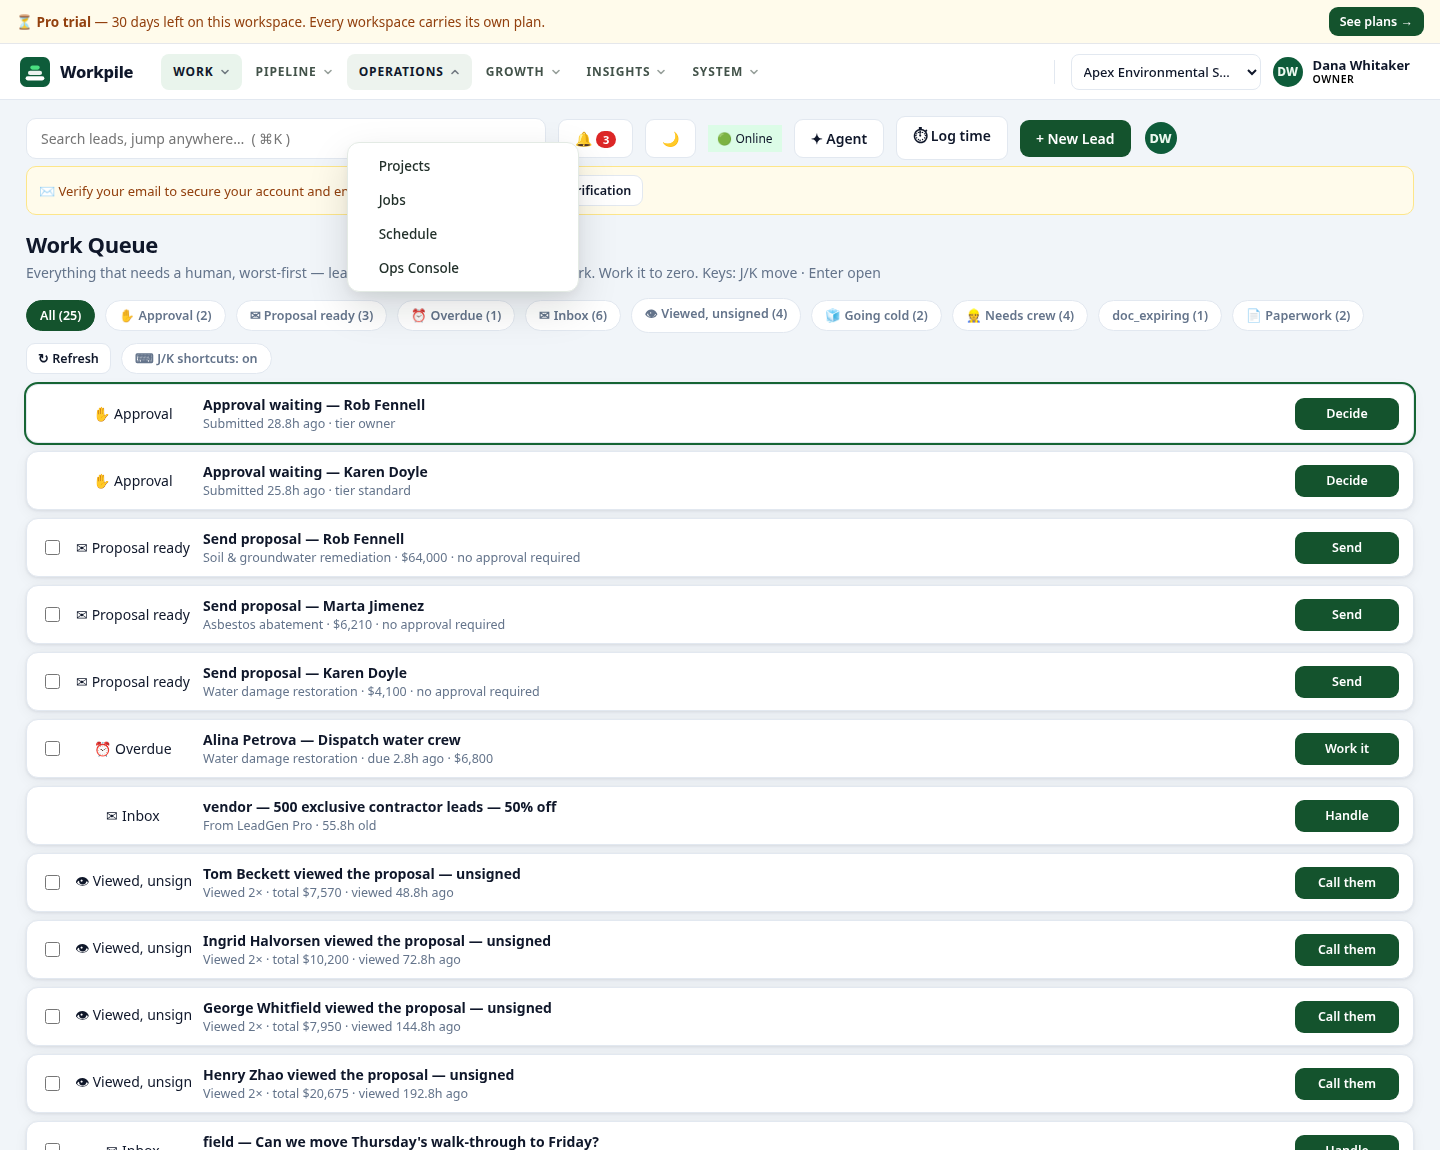 ⏳ Pro trial — 30 days left on this workspace. Every workspace carries its own plan.
See plans →
Workpile
WORK
PIPELINE
OPERATIONS
GROWTH
INSIGHTS
SYSTEM
Apex Environmental S...
DW
Dana Whitaker
OWNER
Search leads, jump anywhere... ( ⌘K )
🔔 3
🌙
🟢 Online
✦ Agent
⏱ Log time
+ New Lead
DW
Projects
Jobs
Schedule
Ops Console
✉️ Verify your email to secure your account and
Work Queue
Everything that needs a human, worst-first —
Work it to zero. Keys: J/K move · Enter open
All (25)
✋ Approval (2)
✉ Proposal ready (3)
⏰ Overdue (1)
✉ Inbox (6)
👁 Viewed, unsigned (4)
🧊 Going cold (2)
👷 Needs crew (4)
doc_expiring (1)
📄 Paperwork (2)
↻ Refresh
⌨ J/K shortcuts: on
✋ Approval
Approval waiting — Rob Fennell
Submitted 28.8h ago · tier owner
Decide
✋ Approval
Approval waiting — Karen Doyle
Submitted 25.8h ago · tier standard
Decide
✉ Proposal ready
Send proposal — Rob Fennell
Soil & groundwater remediation · $64,000 · no approval required
Send
✉ Proposal ready
Send proposal — Marta Jimenez
Asbestos abatement · $6,210 · no approval required
Send
✉ Proposal ready
Send proposal — Karen Doyle
Water damage restoration · $4,100 · no approval required
Send
⏰ Overdue
Alina Petrova — Dispatch water crew
Water damage restoration · due 2.8h ago · $6,800
Work it
✉ Inbox
vendor — 500 exclusive contractor leads — 50% off
From LeadGen Pro · 55.8h old
Handle
👁 Viewed, unsign
Tom Beckett viewed the proposal — unsigned
Viewed 2× · total $7,570 · viewed 48.8h ago
Call them
👁 Viewed, unsign
Ingrid Halvorsen viewed the proposal — unsigned
Viewed 2× · total $10,200 · viewed 72.8h ago
Call them
👁 Viewed, unsign
George Whitfield viewed the proposal — unsigned
Viewed 2× · total $7,950 · viewed 144.8h ago
Call them
👁 Viewed, unsign
Henry Zhao viewed the proposal — unsigned
Viewed 2× · total $20,675 · viewed 192.8h ago
Call them
✉ Inbox
field — Can we move Thursday's walk-through to Friday?
Handle